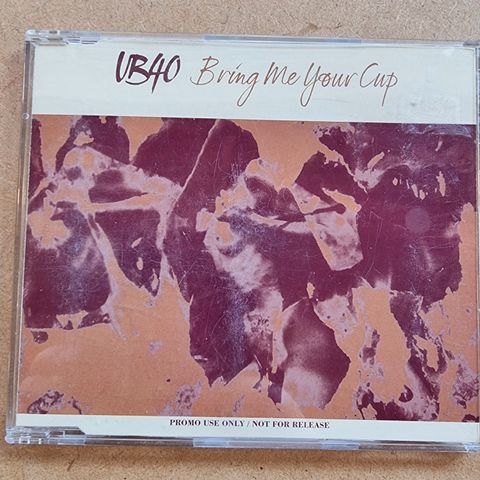 UB40 Bring Me Your Cup
PROMO USE ONLY / NOT FOR RELEASE